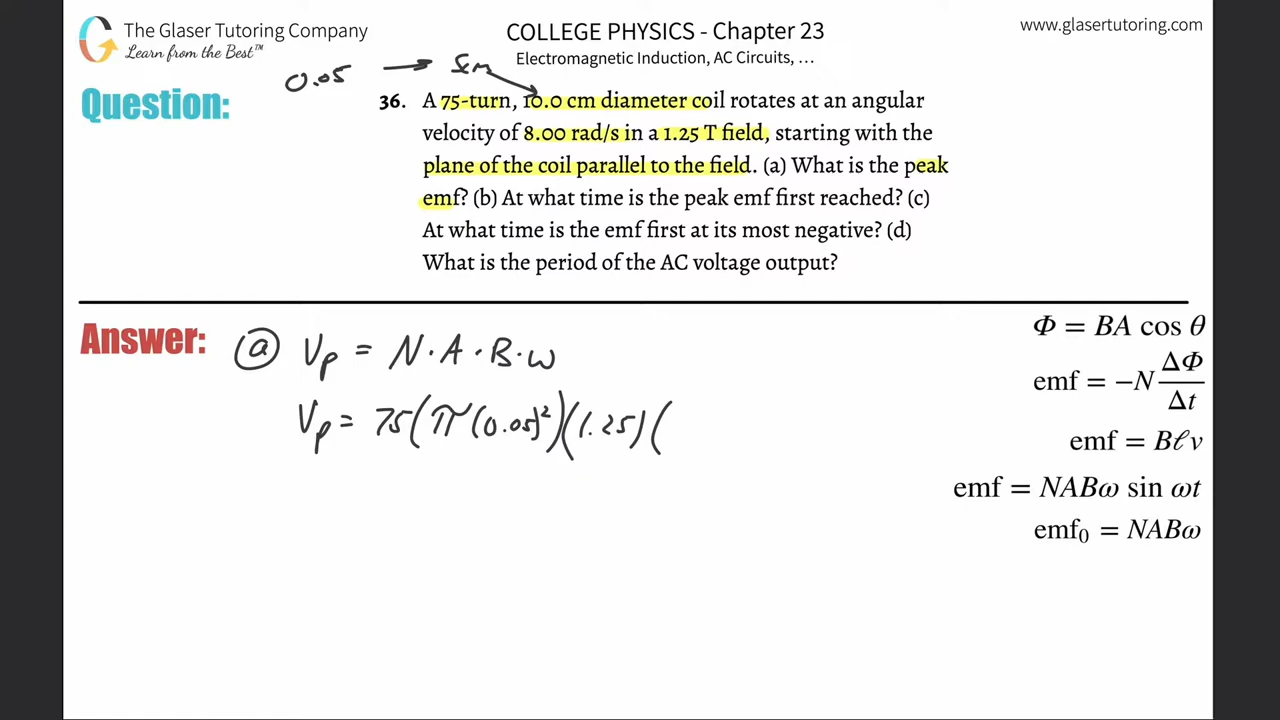 The Glaser Tutoring Company
Learn from the Best™
COLLEGE PHYSICS - Chapter 23
Electromagnetic Induction, AC Circuits, …
www.glasertutoring.com
0.05 → 5cm
Question:
36. A 75-turn, 10.0 cm diameter coil rotates at an angular
velocity of 8.00 rad/s in a 1.25 T field, starting with the
plane of the coil parallel to the field. (a) What is the peak
emf? (b) At what time is the peak emf first reached? (c)
At what time is the emf first at its most negative? (d)
What is the period of the AC voltage output?
Answer:
(a) Vp = N·A·B·ω
Vp = 75(π(0.05)²)(1.25)(
Φ = BA cos θ
emf = −N ΔΦ/Δt
emf = Bℓv
emf = NABω sin ωt
emf₀ = NABω